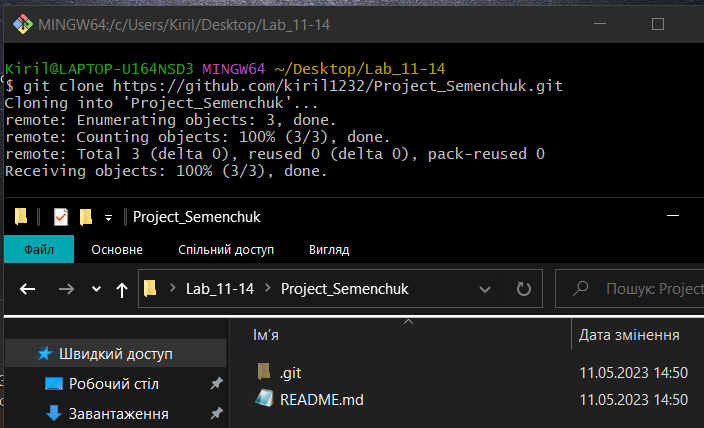 MINGW64:/c/Users/Kiril/Desktop/Lab_11-14
Kiril@LAPTOP-U164NSD3 MINGW64 ~/Desktop/Lab_11-14
$ git clone https://github.com/kiril1232/Project_Semenchuk.git
Cloning into 'Project_Semenchuk'...
remote: Enumerating objects: 3, done.
remote: Counting objects: 100% (3/3), done.
remote: Total 3 (delta 0), reused 0 (delta 0), pack-reused 0
Receiving objects: 100% (3/3), done.
Project_Semenchuk
Файл Основне Спільний доступ Вигляд
Lab_11-14 > Project_Semenchuk Пошук: Project
Ім’я Дата змінення
Швидкий доступ
.git 11.05.2023 14:50
Робочий стіл
README.md 11.05.2023 14:50
Завантаження